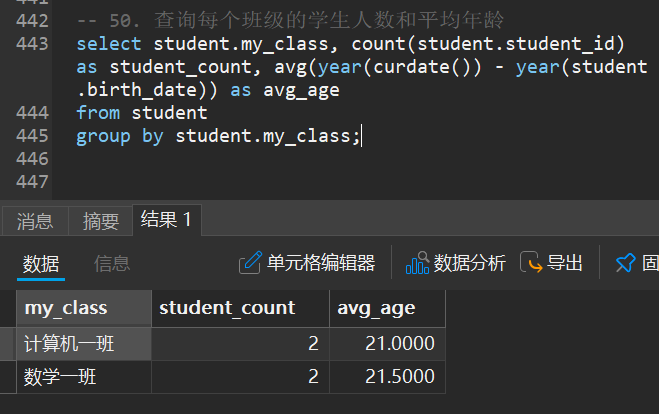 441
442 -- 50. 查询每个班级的学生人数和平均年龄
443 select student.my_class, count(student.student_id)
as student_count, avg(year(curdate()) - year(student
.birth_date)) as avg_age
444 from student
445 group by student.my_class;
446
447
消息 摘要 结果 1
数据 信息 单元格编辑器 数据分析 导出 固
my_class student_count avg_age
计算机一班 2 21.0000
数学一班 2 21.5000